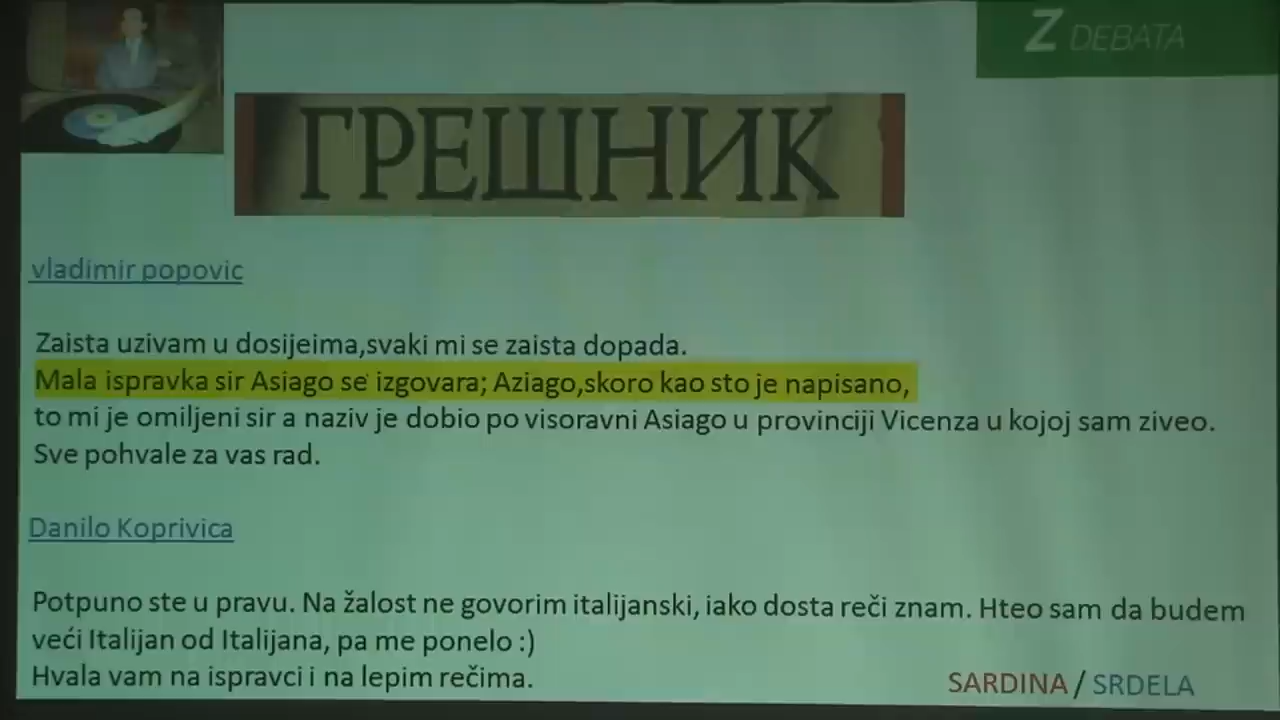 Z DEBATA
ГРЕШНИК
vladimir popovic
Zaista uzivam u dosijeima,svaki mi se zaista dopada.
Mala ispravka sir Asiago se izgovara; Aziago,skoro kao sto je napisano,
to mi je omiljeni sir a naziv je dobio po visoravni Asiago u provinciji Vicenza u kojoj sam ziveo.
Sve pohvale za vas rad.
Danilo Koprivica
Potpuno ste u pravu. Na žalost ne govorim italijanski, iako dosta reči znam. Hteo sam da budem
veći Italijan od Italijana, pa me ponelo :)
Hvala vam na ispravci i na lepim rečima.
SARDINA / SRDELA